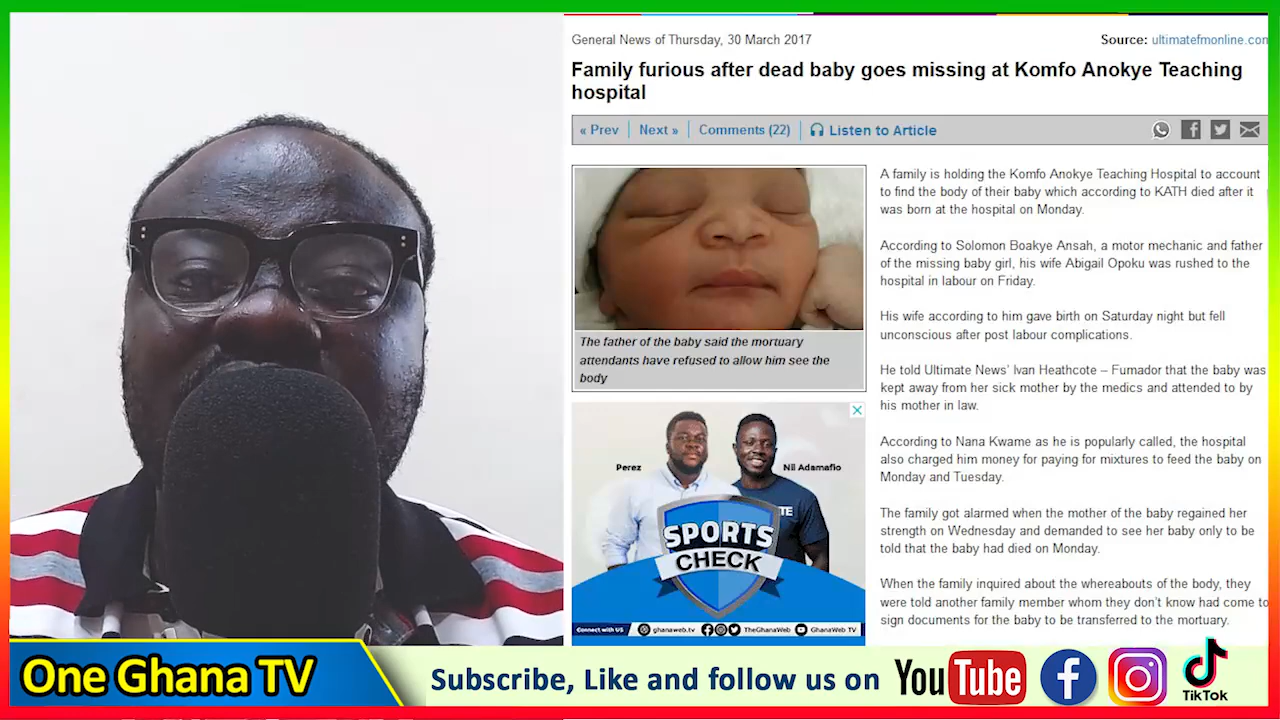 General News of Thursday, 30 March 2017
Source: ultimatefmonline.con
Family furious after dead baby goes missing at Komfo Anokye Teaching
hospital
« Prev
Next »
Comments (22)
Listen to Article
The father of the baby said the mortuary
attendants have refused to allow him see the
body
A family is holding the Komfo Anokye Teaching Hospital to account
to find the body of their baby which according to KATH died after it
was born at the hospital on Monday.
According to Solomon Boakye Ansah, a motor mechanic and father
of the missing baby girl, his wife Abigail Opoku was rushed to the
hospital in labour on Friday.
His wife according to him gave birth on Saturday night but fell
unconscious after post labour complications.
He told Ultimate News' Ivan Heathcote – Fumador that the baby was
kept away from her sick mother by the medics and attended to by
his mother in law.
According to Nana Kwame as he is popularly called, the hospital
also charged him money for paying for mixtures to feed the baby on
Monday and Tuesday.
The family got alarmed when the mother of the baby regained her
strength on Wednesday and demanded to see her baby only to be
told that the baby had died on Monday.
When the family inquired about the whereabouts of the body, they
were told another family member whom they don't know had come to
sign documents for the baby to be transferred to the mortuary.
Perez
Nii Adamafio
SPORTS
CHECK
Connect with US
ghanaweb.tv
TheGhanaWeb
GhanaWeb TV
One Ghana TV
Subscribe, Like and follow us on
YouTube
TikTok